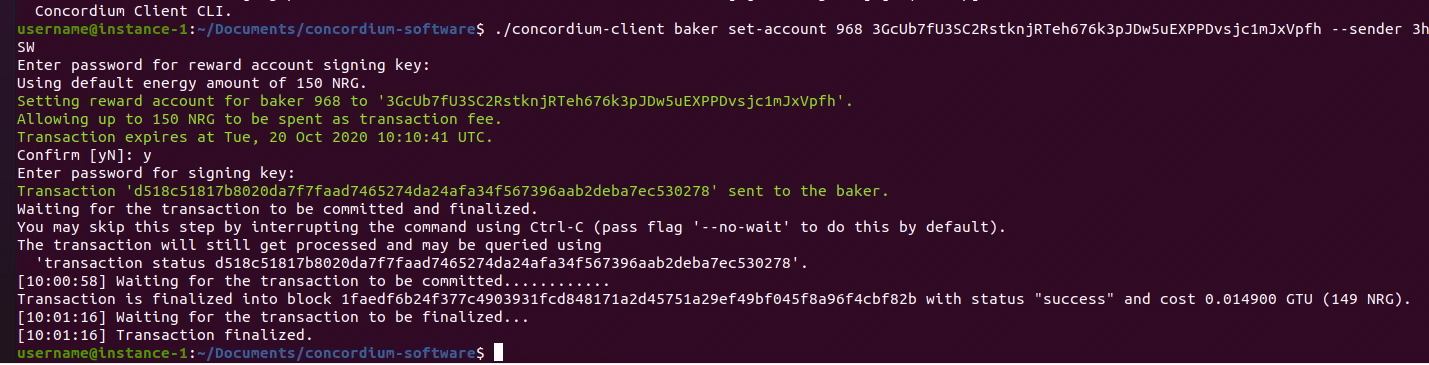 Concordium Client CLI.
username@instance-1:~/Documents/concordium-software$ ./concordium-client baker set-account 968 3GcUb7fU3SC2RstknjRTeh676k3pJDw5uEXPPDvsjc1mJxVpfh --sender 3h
SW
Enter password for reward account signing key:
Using default energy amount of 150 NRG.
Setting reward account for baker 968 to '3GcUb7fU3SC2RstknjRTeh676k3pJDw5uEXPPDvsjc1mJxVpfh'.
Allowing up to 150 NRG to be spent as transaction fee.
Transaction expires at Tue, 20 Oct 2020 10:10:41 UTC.
Confirm [yN]: y
Enter password for signing key:
Transaction 'd518c51817b8020da7f7faad7465274da24afa34f567396aab2deba7ec530278' sent to the baker.
Waiting for the transaction to be committed and finalized.
You may skip this step by interrupting the command using Ctrl-C (pass flag '--no-wait' to do this by default).
The transaction will still get processed and may be queried using
'transaction status d518c51817b8020da7f7faad7465274da24afa34f567396aab2deba7ec530278'.
[10:00:58] Waiting for the transaction to be committed............
Transaction is finalized into block 1faedf6b24f377c4903931fcd848171a2d45751a29ef49bf045f8a96f4cbf82b with status "success" and cost 0.014900 GTU (149 NRG).
[10:01:16] Waiting for the transaction to be finalized...
[10:01:16] Transaction finalized.
username@instance-1:~/Documents/concordium-software$